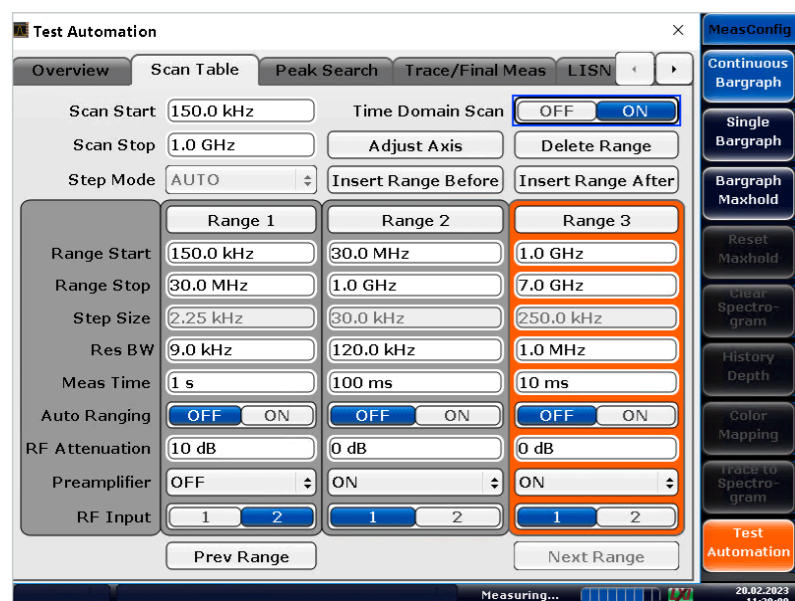 Test Automation
MeasConfig
Overview Scan Table Peak Search Trace/Final Meas LISN
Continuous Bargraph
Scan Start 150.0 kHz Time Domain Scan OFF ON
Scan Stop 1.0 GHz Adjust Axis Delete Range
Single Bargraph
Step Mode AUTO Insert Range Before Insert Range After
Bargraph Maxhold
Range 1 Range 2 Range 3
Reset Maxhold
Range Start 150.0 kHz 30.0 MHz 1.0 GHz
Range Stop 30.0 MHz 1.0 GHz 7.0 GHz
Clear Spectro-gram
Step Size 2.25 kHz 30.0 kHz 250.0 kHz
Res BW 9.0 kHz 120.0 kHz 1.0 MHz
History Depth
Meas Time 1 s 100 ms 10 ms
Auto Ranging OFF ON OFF ON OFF ON
Color Mapping
RF Attenuation 10 dB 0 dB 0 dB
Preamplifier OFF ON ON
Trace to Spectro-gram
RF Input 1 2 1 2 1 2
Test Automation
Prev Range Next Range
Measuring... 20.02.2023